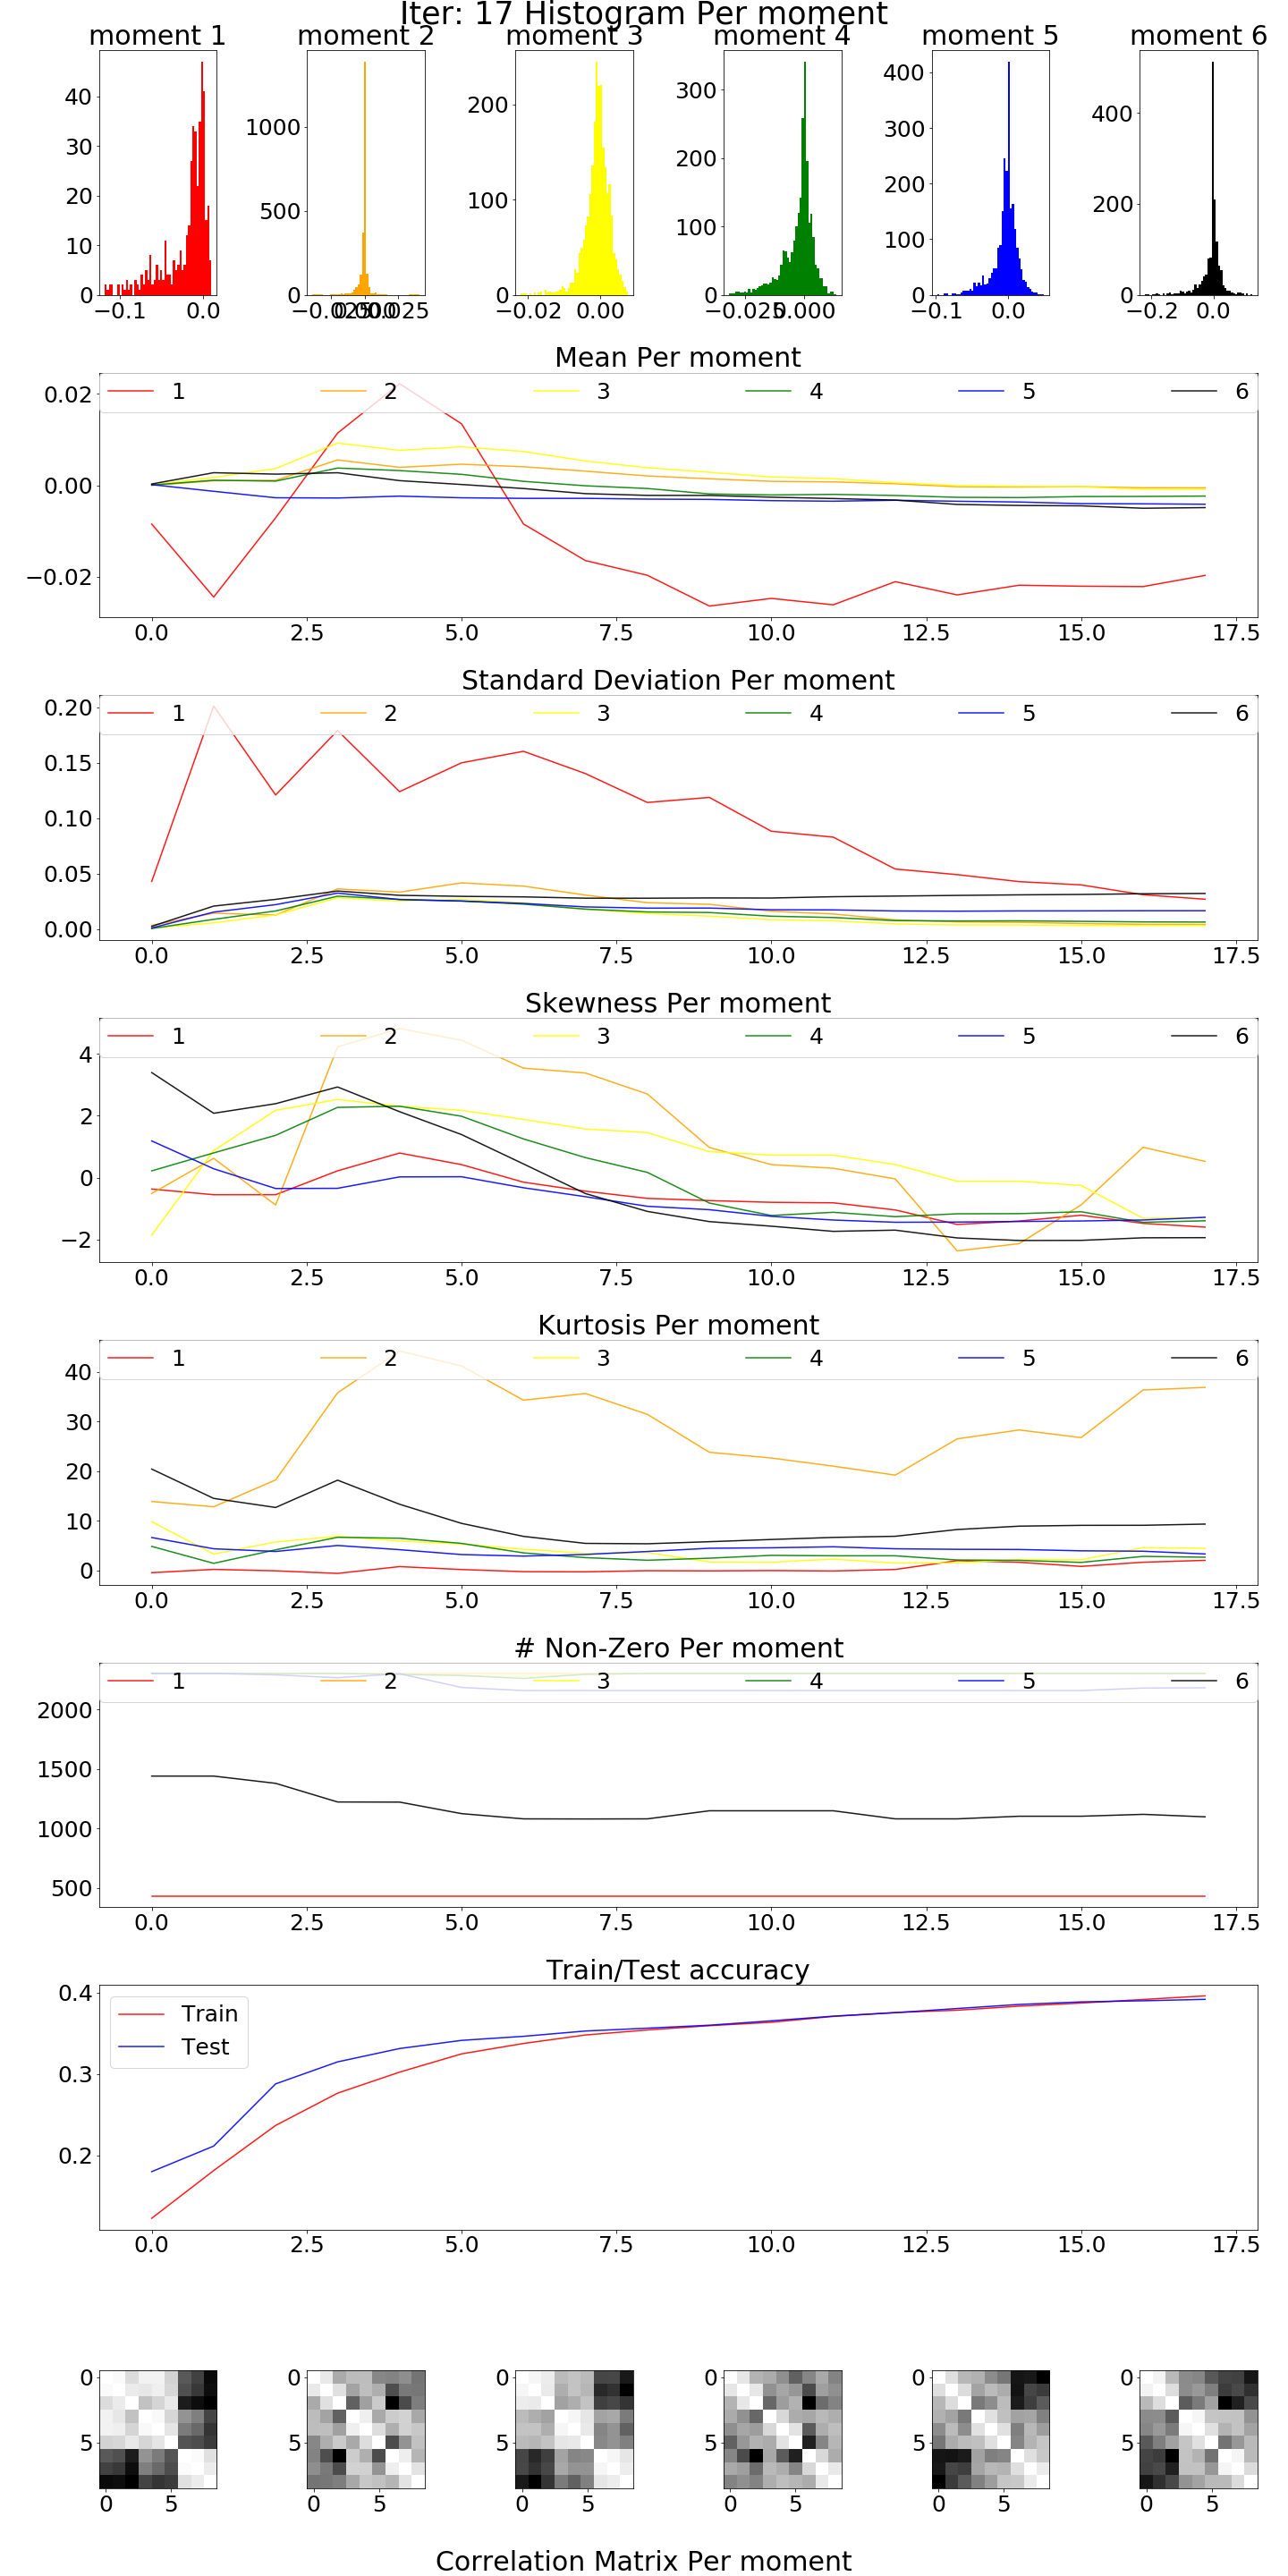 Iter: 17 Histogram Per moment
moment 1 moment 2 moment 3 moment 4 moment 5 moment 6
40 30 20 10 0
−0.1 0.0
1000 500 0
−0.025 0.000 0.025
200 100 0
−0.02 0.00
300 200 100 0
−0.025 0.000
400 300 200 100 0
−0.1 0.0
400 200 0
−0.2 0.0
Mean Per moment
1 2 3 4 5 6
0.02
0.00
−0.02
0.0 2.5 5.0 7.5 10.0 12.5 15.0 17.5
Standard Deviation Per moment
1 2 3 4 5 6
0.20
0.15
0.10
0.05
0.00
0.0 2.5 5.0 7.5 10.0 12.5 15.0 17.5
Skewness Per moment
1 2 3 4 5 6
4
2
0
−2
0.0 2.5 5.0 7.5 10.0 12.5 15.0 17.5
Kurtosis Per moment
1 2 3 4 5 6
40
30
20
10
0
0.0 2.5 5.0 7.5 10.0 12.5 15.0 17.5
# Non-Zero Per moment
1 2 3 4 5 6
2000
1500
1000
500
0.0 2.5 5.0 7.5 10.0 12.5 15.0 17.5
Train/Test accuracy
Train
Test
0.4
0.3
0.2
0.0 2.5 5.0 7.5 10.0 12.5 15.0 17.5
0 0 0 0 0 0
5 5 5 5 5 5
0 5 0 5 0 5 0 5 0 5 0 5
Correlation Matrix Per moment